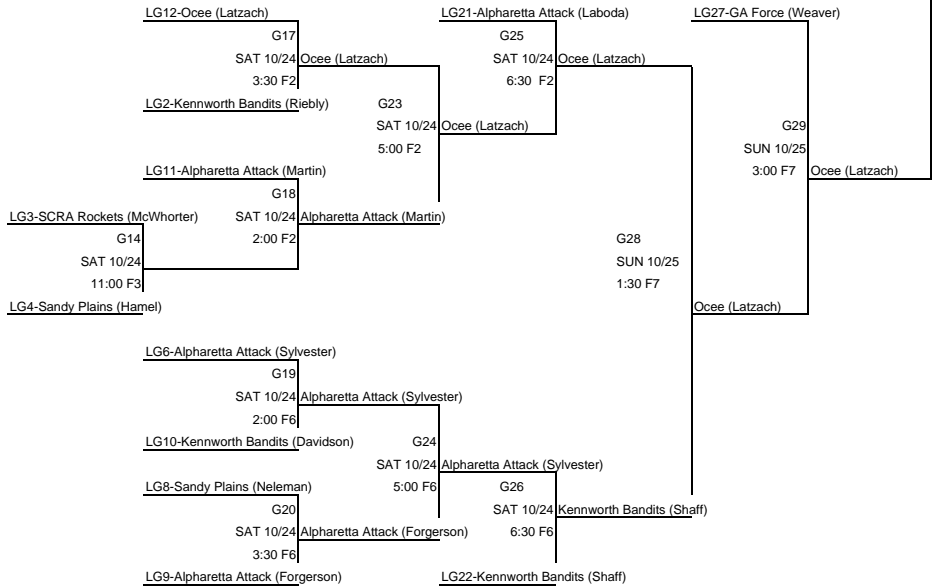 LG12-Ocee (Latzach)
LG21-Alpharetta Attack (Laboda)
LG27-GA Force (Weaver)
G17
G25
SAT 10/24
Ocee (Latzach)
SAT 10/24
Ocee (Latzach)
3:30 F2
6:30 F2
LG2-Kennworth Bandits (Riebly)
G23
SAT 10/24
Ocee (Latzach)
G29
5:00 F2
SUN 10/25
LG11-Alpharetta Attack (Martin)
3:00 F7
Ocee (Latzach)
G18
LG3-SCRA Rockets (McWhorter)
SAT 10/24
Alpharetta Attack (Martin)
G14
2:00 F2
G28
SAT 10/24
SUN 10/25
11:00 F3
1:30 F7
LG4-Sandy Plains (Hamel)
Ocee (Latzach)
LG6-Alpharetta Attack (Sylvester)
G19
SAT 10/24
Alpharetta Attack (Sylvester)
2:00 F6
LG10-Kennworth Bandits (Davidson)
G24
SAT 10/24
Alpharetta Attack (Sylvester)
LG8-Sandy Plains (Neleman)
5:00 F6
G26
G20
SAT 10/24
Kennworth Bandits (Shaff)
SAT 10/24
Alpharetta Attack (Forgerson)
6:30 F6
3:30 F6
LG9-Alpharetta Attack (Forgerson)
LG22-Kennworth Bandits (Shaff)